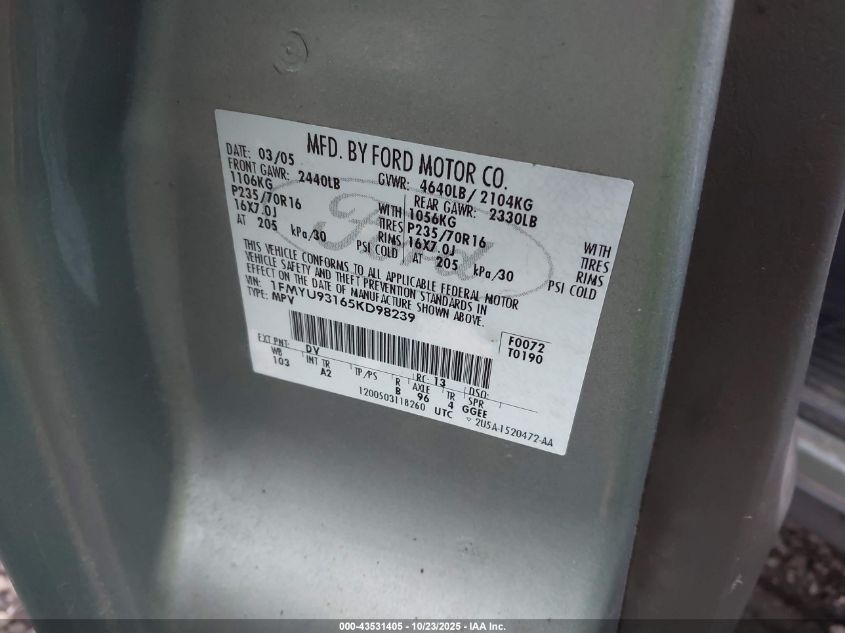 MFD. BY FORD MOTOR CO.
DATE: 03/05 GVWR: 4640LB / 2104KG
FRONT GAWR: 2440LB REAR GAWR: 2330LB
1106KG WITH 1056KG WITH
P235/70R16 TIRES P235/70R16 TIRES
16X7.0J RIMS 16X7.0J RIMS
AT 205 kPa/30 PSI COLD AT 205 kPa/30 PSI COLD
THIS VEHICLE CONFORMS TO ALL APPLICABLE FEDERAL MOTOR
VEHICLE SAFETY AND THEFT PREVENTION STANDARDS IN
EFFECT ON THE DATE OF MANUFACTURE SHOWN ABOVE.
VIN: 1FMYU93165KD98239
TYPE: MPV
Ford
F0072
T0190
EXT PNT: DV RC: 13 DSO:
WB INT TR TP/PS R AXLE TR SPR
103 A2 B 96 4 GGEE
1200503118260 UTC
2U5A-1520472-AA
000-43531405 - 10/23/2025 - IAA Inc.